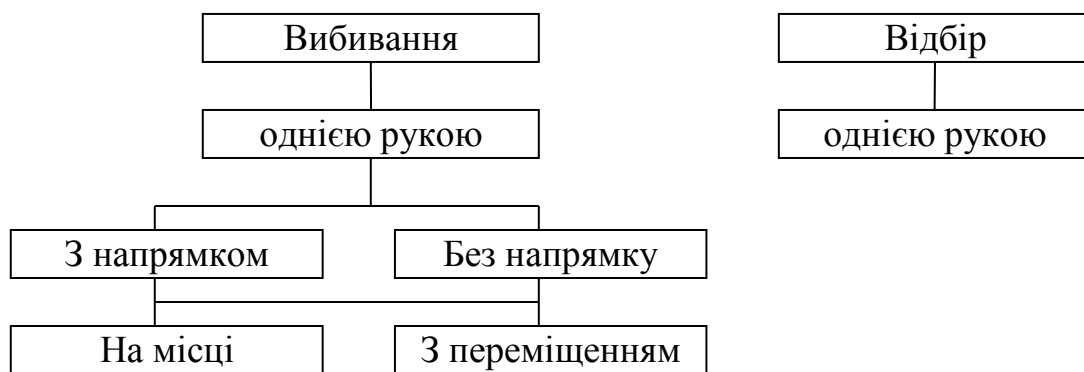 Вибивання
Відбір
однією рукою
однією рукою
З напрямком
Без напрямку
На місці
З переміщенням